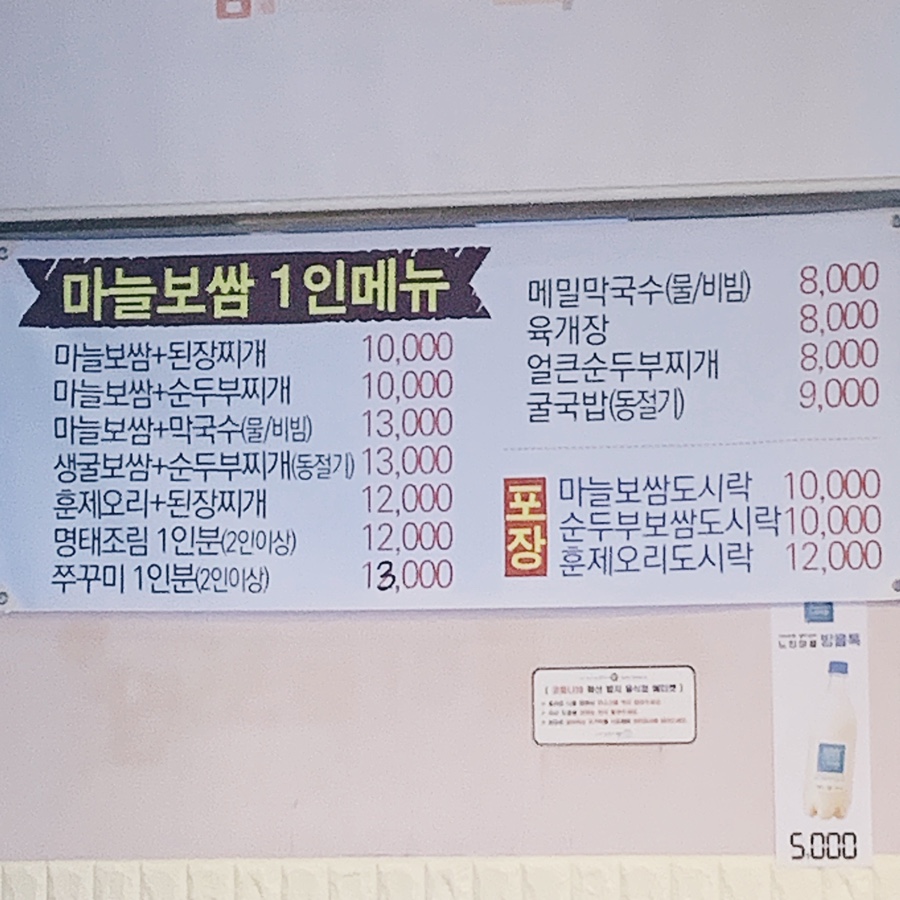 마늘보쌈 1인메뉴
마늘보쌈+된장찌개 10,000
마늘보쌈+순두부찌개 10,000
마늘보쌈+막국수(물/비빔) 13,000
생굴보쌈+순두부찌개(동절기) 13,000
훈제오리+된장찌개 12,000
명태조림 1인분(2인이상) 12,000
쭈꾸미 1인분(2인이상) 13,000
메밀막국수(물/비빔) 8,000
육개장 8,000
얼큰순두부찌개 8,000
굴국밥(동절기) 9,000
포장
마늘보쌈도시락 10,000
순두부보쌈도시락 10,000
훈제오리도시락 12,000
5,000